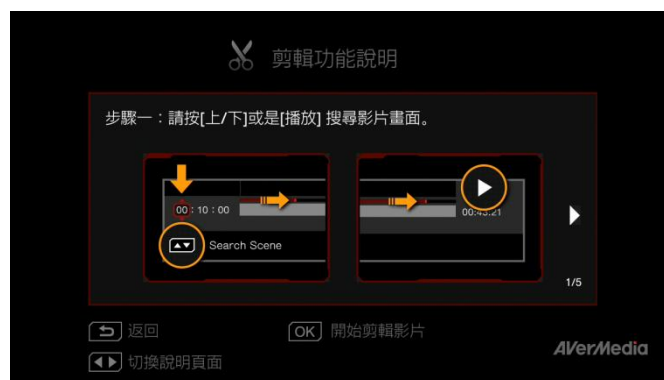 剪輯功能說明
步驟一：請按[上/下]或是[播放] 搜尋影片畫面。
00 : 10 : 00
Search Scene
00:45:21
1/5
返回
OK 開始剪輯影片
切換說明頁面
AVerMedia